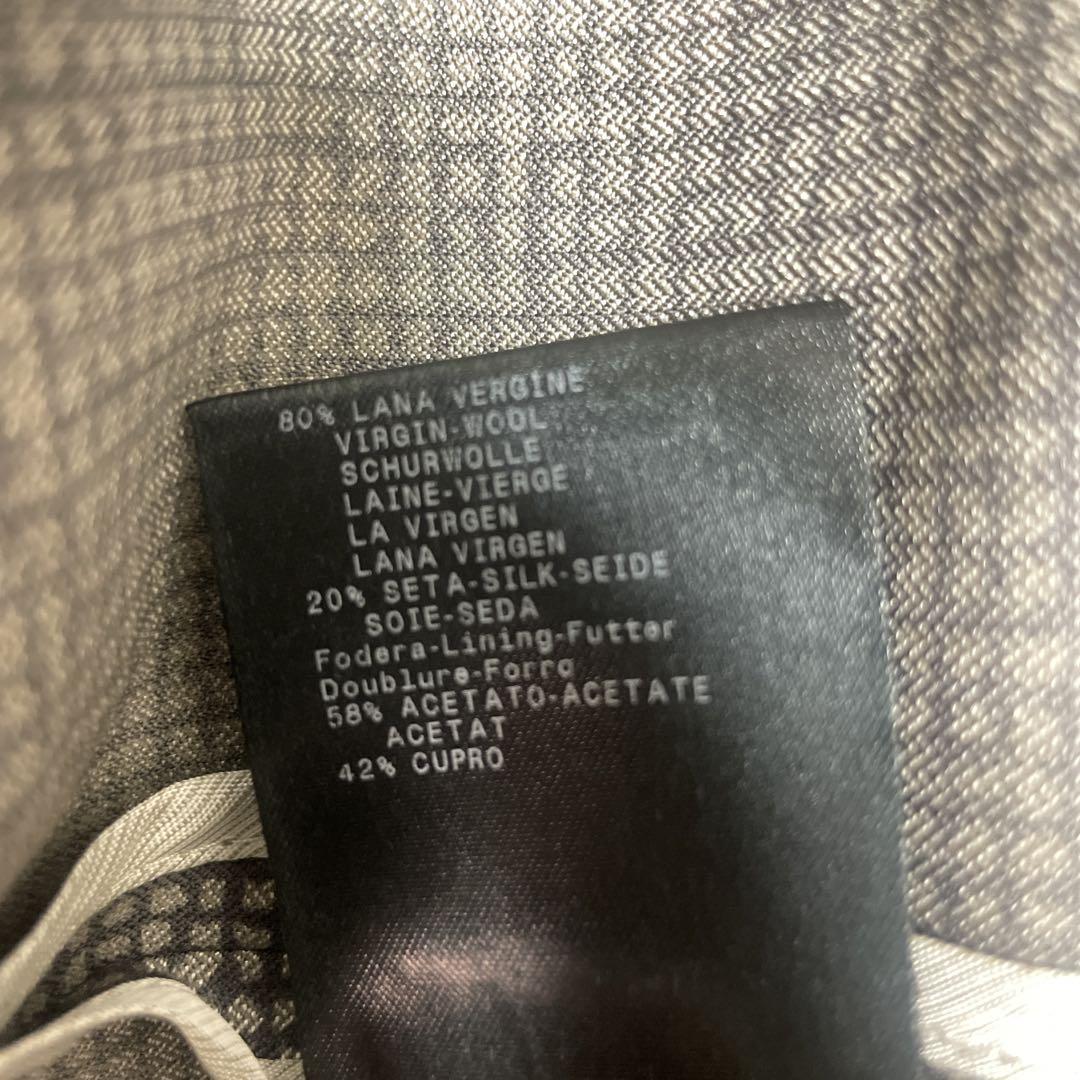 80% LANA VERGINE
VIRGIN-WOOL
SCHURWOLLE
LAINE-VIERGE
LA VIRGEN
LANA VIRGEN
20% SETA-SILK-SEIDE
SOIE-SEDA
Fodera-Lining-Futter
Doublure-Forro
58% ACETATO-ACETATE
ACETAT
42% CUPRO